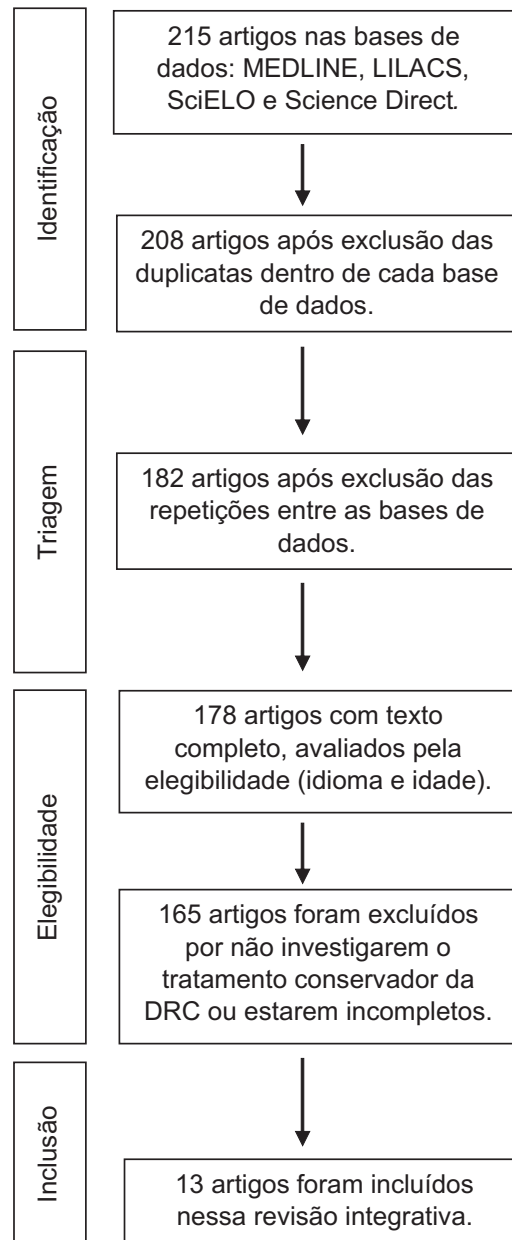 Identificação
215 artigos nas bases de
dados: MEDLINE, LILACS,
SciELO e Science Direct.
208 artigos após exclusão das
duplicatas dentro de cada base
de dados.
Triagem
182 artigos após exclusão das
repetições entre as bases de
dados.
Elegibilidade
178 artigos com texto
completo, avaliados pela
elegibilidade (idioma e idade).
165 artigos foram excluídos
por não investigarem o
tratamento conservador da
DRC ou estarem incompletos.
Inclusão
13 artigos foram incluídos
nessa revisão integrativa.